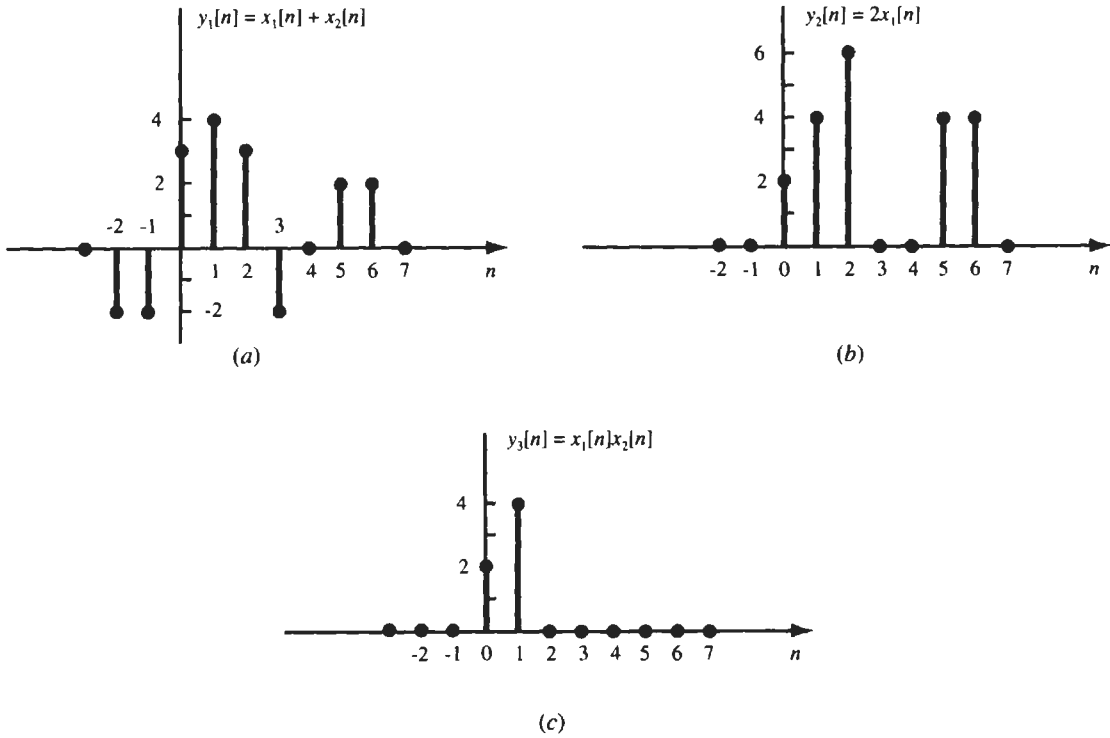 y₁[n] = x₁[n] + x₂[n]
4
2
-2 -1 3
1 2 4 5 6 7 n
-2
(a)
y₂[n] = 2x₁[n]
6
4
2
-2 -1 0 1 2 3 4 5 6 7 n
(b)
y₃[n] = x₁[n]x₂[n]
4
2
-2 -1 0 1 2 3 4 5 6 7 n
(c)